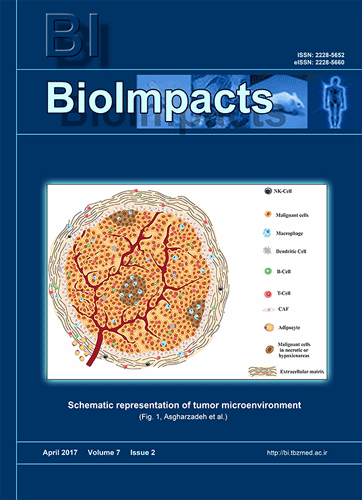 BI
ISSN: 2228-5652
eISSN: 2228-5660
BioImpacts
NK-Cell
Malignant cells
Macrophage
Dendritic Cell
B-Cell
T-Cell
CAF
Adipocyte
Malignant cells
in necrotic or
hypoxicnareas
Extracellular matrix
Schematic representation of tumor microenvironment
(Fig. 1, Asgharzadeh et al.)
April 2017 Volume 7 Issue 2
http://bi.tbzmed.ac.ir